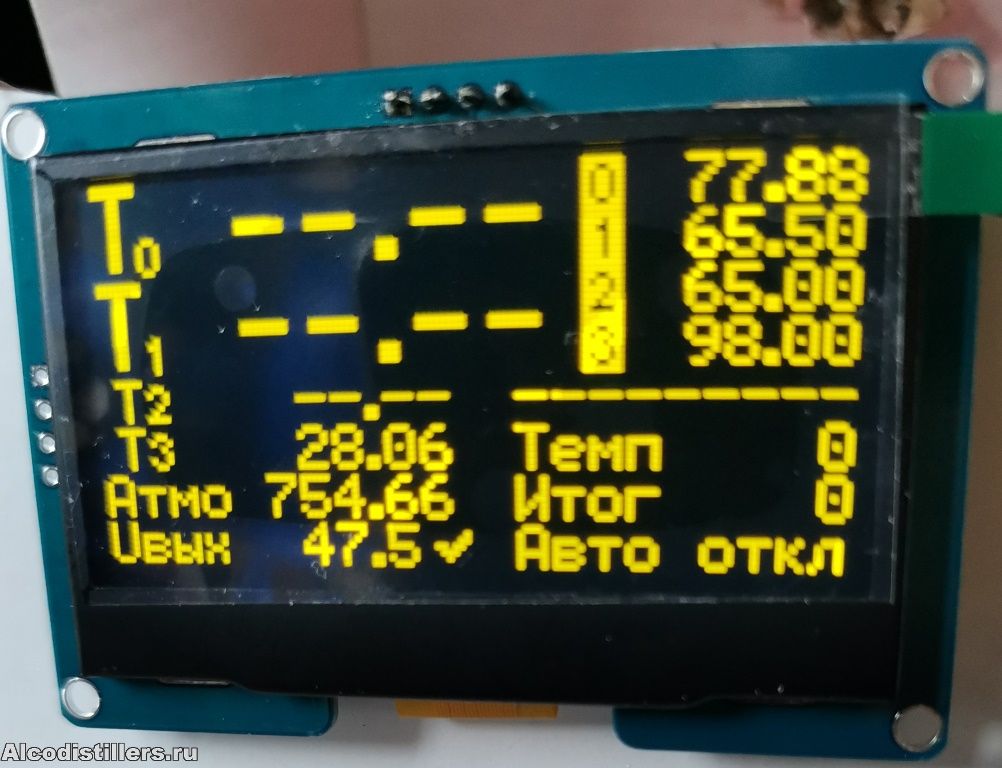 T0 --.-- 0 77.88
1 65.50
T1 --.-- 2 65.00
3 98.00
T2 --.-- ---------
T3 28.06 Темп 0
Атмо 754.66 Итог 0
Uвых 47.5 ✓ Авто откл
Alcodistillers.ru